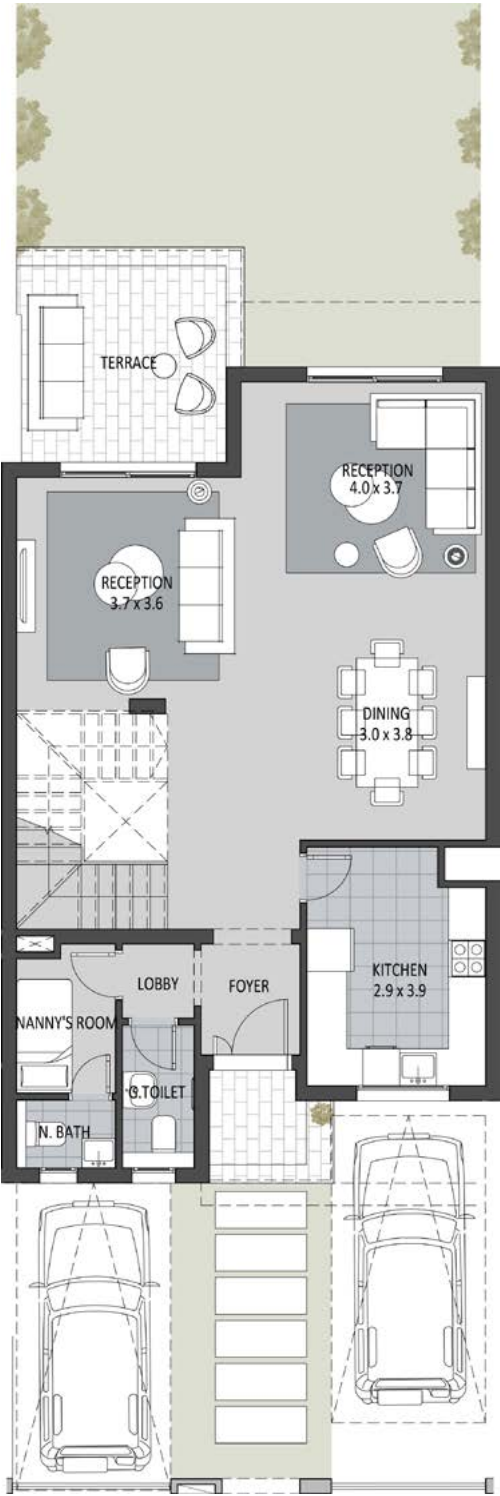 TERRACE
RECEPTION
4.0 x 3.7
RECEPTION
3.7 x 3.6
DINING
3.0 x 3.8
LOBBY
FOYER
KITCHEN
2.9 x 3.9
NANNY'S ROOM
G.TOILET
N. BATH